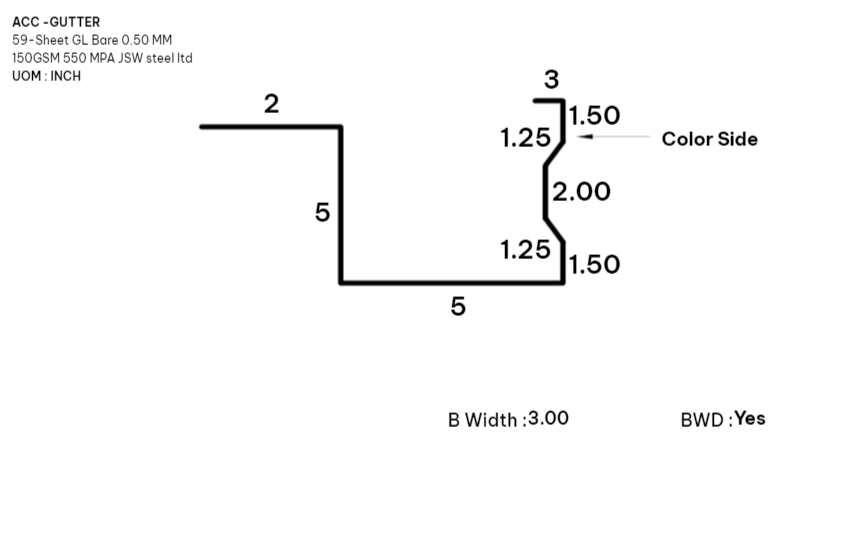 ACC -GUTTER
59-Sheet GL Bare 0.50 MM
150GSM 550 MPA JSW steel ltd
UOM : INCH
3
2
1.50
1.25
Color Side
2.00
5
1.25
1.50
5
B Width :3.00
BWD :Yes